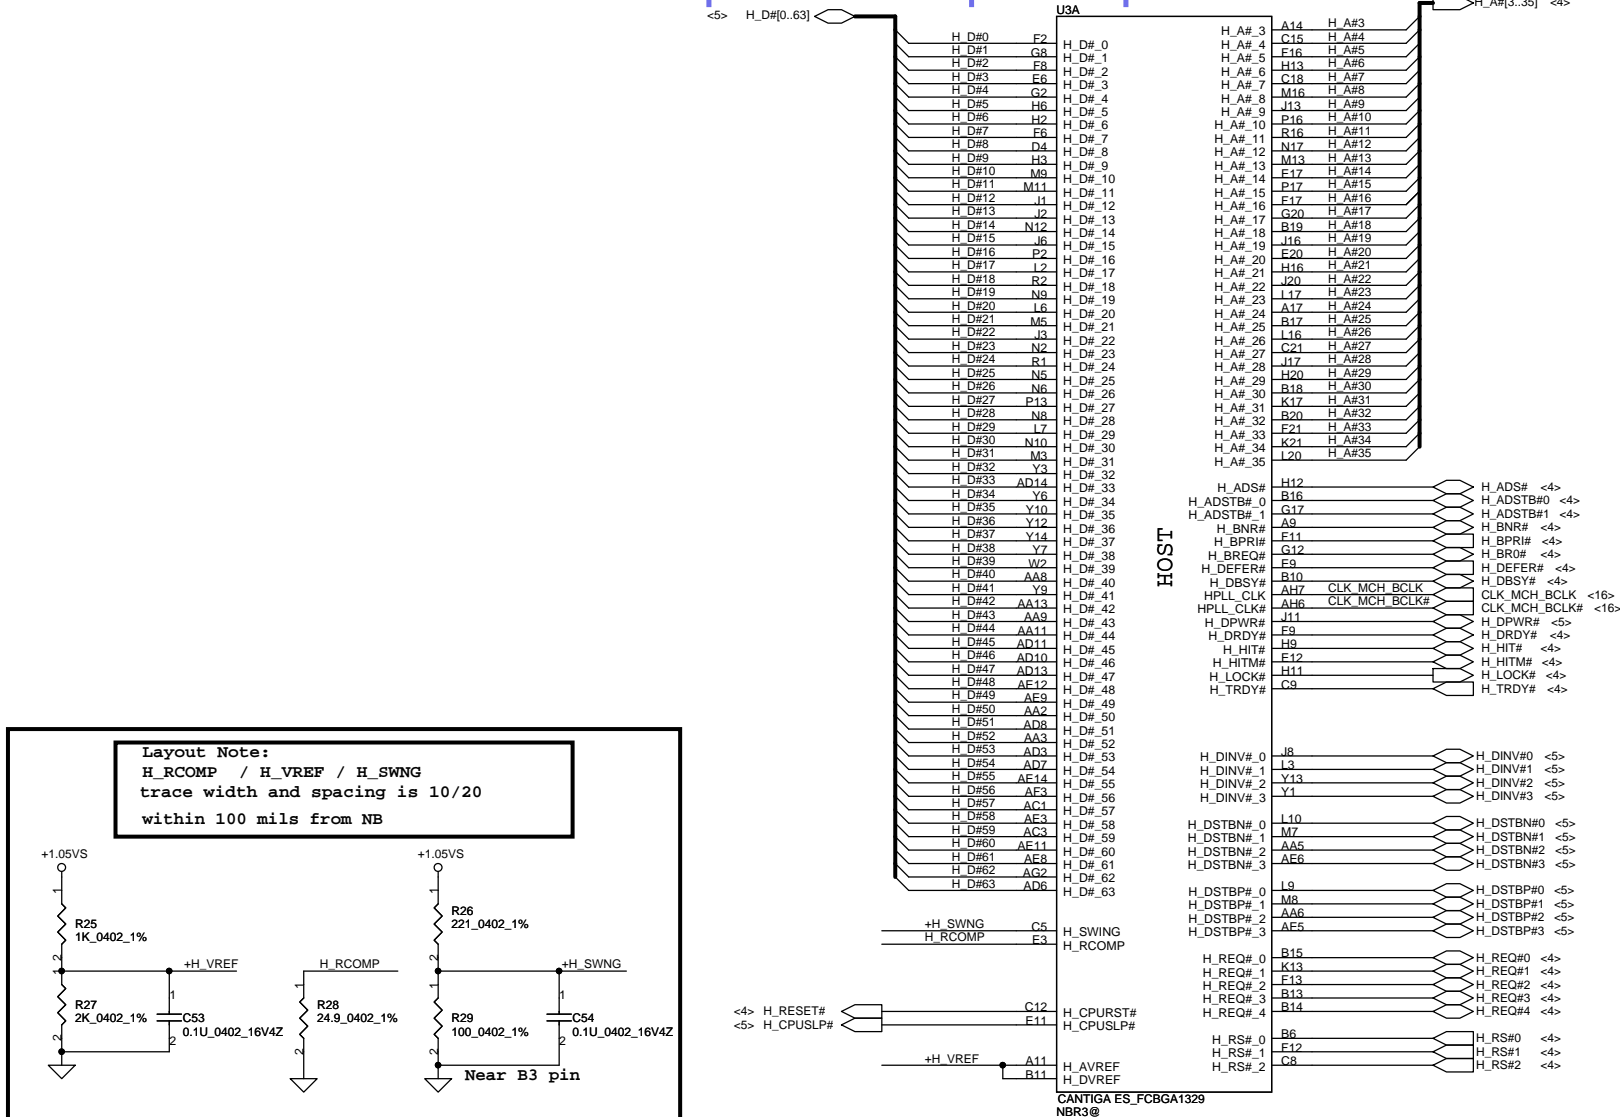 <5> H_D#[0..63]
U3A
H_A#[3..35] <4>
H_D#0 F2 H_D#_0
H_D#1 G8 H_D#_1
H_D#2 F8 H_D#_2
H_D#3 E6 H_D#_3
H_D#4 G2 H_D#_4
H_D#5 H6 H_D#_5
H_D#6 H2 H_D#_6
H_D#7 F6 H_D#_7
H_D#8 D4 H_D#_8
H_D#9 H3 H_D#_9
H_D#10 M9 H_D#_10
H_D#11 M11 H_D#_11
H_D#12 J1 H_D#_12
H_D#13 J2 H_D#_13
H_D#14 N12 H_D#_14
H_D#15 J6 H_D#_15
H_D#16 P2 H_D#_16
H_D#17 L2 H_D#_17
H_D#18 R2 H_D#_18
H_D#19 N9 H_D#_19
H_D#20 L6 H_D#_20
H_D#21 M5 H_D#_21
H_D#22 J3 H_D#_22
H_D#23 N2 H_D#_23
H_D#24 R1 H_D#_24
H_D#25 N5 H_D#_25
H_D#26 N6 H_D#_26
H_D#27 P13 H_D#_27
H_D#28 N8 H_D#_28
H_D#29 L7 H_D#_29
H_D#30 N10 H_D#_30
H_D#31 M3 H_D#_31
H_D#32 Y3 H_D#_32
H_D#33 AD14 H_D#_33
H_D#34 Y6 H_D#_34
H_D#35 Y10 H_D#_35
H_D#36 Y12 H_D#_36
H_D#37 Y14 H_D#_37
H_D#38 Y7 H_D#_38
H_D#39 W2 H_D#_39
H_D#40 AA8 H_D#_40
H_D#41 Y9 H_D#_41
H_D#42 AA13 H_D#_42
H_D#43 AA9 H_D#_43
H_D#44 AA11 H_D#_44
H_D#45 AD11 H_D#_45
H_D#46 AD10 H_D#_46
H_D#47 AD13 H_D#_47
H_D#48 AE12 H_D#_48
H_D#49 AE9 H_D#_49
H_D#50 AA2 H_D#_50
H_D#51 AD8 H_D#_51
H_D#52 AA3 H_D#_52
H_D#53 AD3 H_D#_53
H_D#54 AD7 H_D#_54
H_D#55 AE14 H_D#_55
H_D#56 AF3 H_D#_56
H_D#57 AC1 H_D#_57
H_D#58 AE3 H_D#_58
H_D#59 AC3 H_D#_59
H_D#60 AE11 H_D#_60
H_D#61 AE8 H_D#_61
H_D#62 AG2 H_D#_62
H_D#63 AD6 H_D#_63
+H_SWNG C5 H_SWING
H_RCOMP E3 H_RCOMP
<4> H_RESET# C12 H_CPURST#
<5> H_CPUSLP# E11 H_CPUSLP#
+H_VREF A11 H_AVREF
B11 H_DVREF
HOST
H_A#_3 A14 H_A#3
H_A#_4 C15 H_A#4
H_A#_5 F16 H_A#5
H_A#_6 H13 H_A#6
H_A#_7 C18 H_A#7
H_A#_8 M16 H_A#8
H_A#_9 J13 H_A#9
H_A#_10 P16 H_A#10
H_A#_11 R16 H_A#11
H_A#_12 N17 H_A#12
H_A#_13 M13 H_A#13
H_A#_14 E17 H_A#14
H_A#_15 P17 H_A#15
H_A#_16 F17 H_A#16
H_A#_17 G20 H_A#17
H_A#_18 B19 H_A#18
H_A#_19 J16 H_A#19
H_A#_20 E20 H_A#20
H_A#_21 H16 H_A#21
H_A#_22 J20 H_A#22
H_A#_23 L17 H_A#23
H_A#_24 A17 H_A#24
H_A#_25 B17 H_A#25
H_A#_26 L16 H_A#26
H_A#_27 C21 H_A#27
H_A#_28 J17 H_A#28
H_A#_29 H20 H_A#29
H_A#_30 B18 H_A#30
H_A#_31 K17 H_A#31
H_A#_32 B20 H_A#32
H_A#_33 F21 H_A#33
H_A#_34 K21 H_A#34
H_A#_35 L20 H_A#35
H_ADS# H12 H_ADS# <4>
H_ADSTB#_0 B16 H_ADSTB#0 <4>
H_ADSTB#_1 G17 H_ADSTB#1 <4>
H_BNR# A9 H_BNR# <4>
H_BPRI# F11 H_BPRI# <4>
H_BREQ# G12 H_BR0# <4>
H_DEFER# E9 H_DEFER# <4>
H_DBSY# B10 H_DBSY# <4>
HPLL_CLK AH7 CLK_MCH_BCLK CLK_MCH_BCLK <16>
HPLL_CLK# AH6 CLK_MCH_BCLK# CLK_MCH_BCLK# <16>
H_DPWR# J11 H_DPWR# <5>
H_DRDY# F9 H_DRDY# <4>
H_HIT# H9 H_HIT# <4>
H_HITM# E12 H_HITM# <4>
H_LOCK# H11 H_LOCK# <4>
H_TRDY# C9 H_TRDY# <4>
H_DINV#_0 J8 H_DINV#0 <5>
H_DINV#_1 L3 H_DINV#1 <5>
H_DINV#_2 Y13 H_DINV#2 <5>
H_DINV#_3 Y1 H_DINV#3 <5>
H_DSTBN#_0 L10 H_DSTBN#0 <5>
H_DSTBN#_1 M7 H_DSTBN#1 <5>
H_DSTBN#_2 AA5 H_DSTBN#2 <5>
H_DSTBN#_3 AE6 H_DSTBN#3 <5>
H_DSTBP#_0 L9 H_DSTBP#0 <5>
H_DSTBP#_1 M8 H_DSTBP#1 <5>
H_DSTBP#_2 AA6 H_DSTBP#2 <5>
H_DSTBP#_3 AE5 H_DSTBP#3 <5>
H_REQ#_0 B15 H_REQ#0 <4>
H_REQ#_1 K13 H_REQ#1 <4>
H_REQ#_2 F13 H_REQ#2 <4>
H_REQ#_3 B13 H_REQ#3 <4>
H_REQ#_4 B14 H_REQ#4 <4>
H_RS#_0 B6 H_RS#0 <4>
H_RS#_1 F12 H_RS#1 <4>
H_RS#_2 C8 H_RS#2 <4>
CANTIGA ES_FCBGA1329
NBR3@
Layout Note:
H_RCOMP / H_VREF / H_SWNG
trace width and spacing is 10/20
within 100 mils from NB
+1.05VS
1
R25
1K_0402_1%
2
+H_VREF
1
R27
2K_0402_1%
2
1
C53
0.1U_0402_16V4Z
2
H_RCOMP
1
R28
24.9_0402_1%
2
+1.05VS
1
R26
221_0402_1%
2
+H_SWNG
1
R29
100_0402_1%
2
1
C54
0.1U_0402_16V4Z
2
Near B3 pin